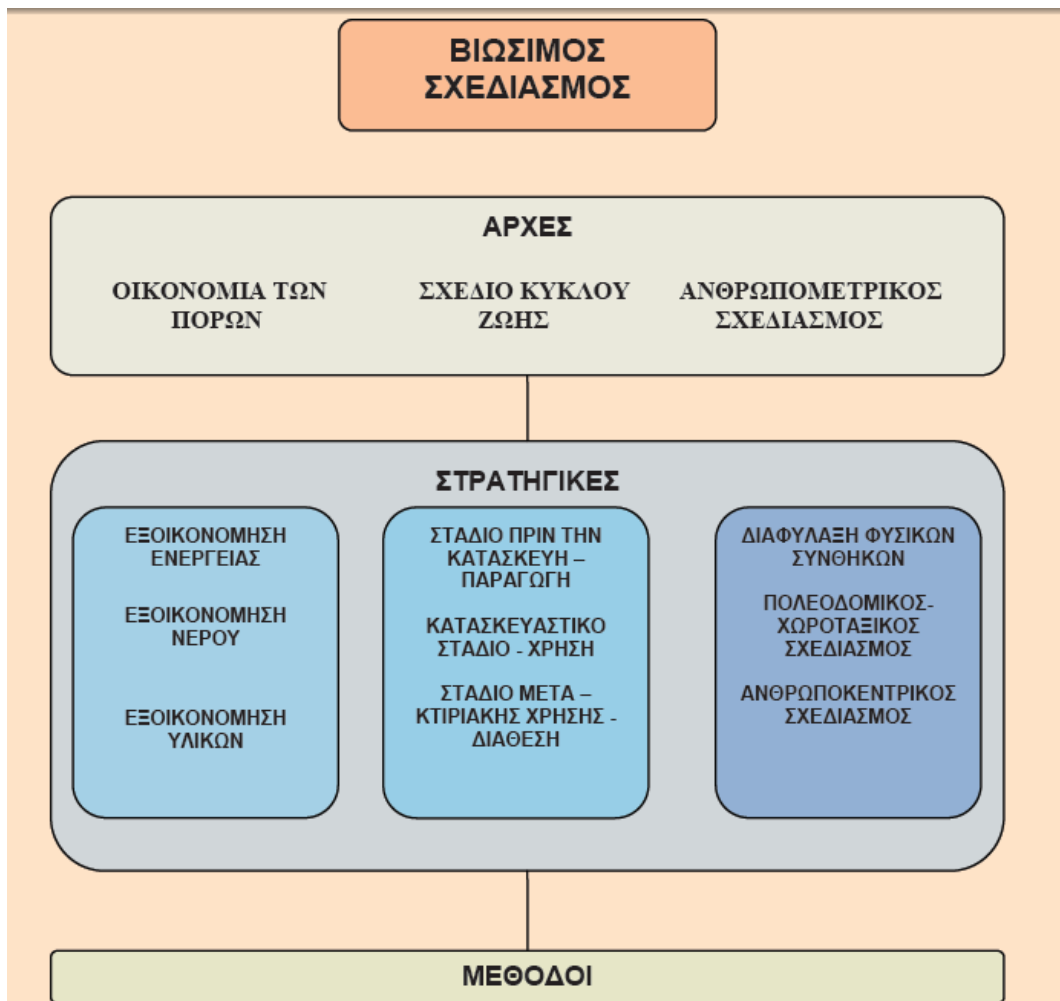 ΒΙΩΣΙΜΟΣ
ΣΧΕΔΙΑΣΜΟΣ
ΑΡΧΕΣ
ΟΙΚΟΝΟΜΙΑ ΤΩΝ
ΠΟΡΩΝ
ΣΧΕΔΙΟ ΚΥΚΛΟΥ
ΖΩΗΣ
ΑΝΘΡΩΠΟΜΕΤΡΙΚΟΣ
ΣΧΕΔΙΑΣΜΟΣ
ΣΤΡΑΤΗΓΙΚΕΣ
ΕΞΟΙΚΟΝΟΜΗΣΗ
ΕΝΕΡΓΕΙΑΣ
ΕΞΟΙΚΟΝΟΜΗΣΗ
ΝΕΡΟΥ
ΕΞΟΙΚΟΝΟΜΗΣΗ
ΥΛΙΚΩΝ
ΣΤΑΔΙΟ ΠΡΙΝ ΤΗΝ
ΚΑΤΑΣΚΕΥΗ –
ΠΑΡΑΓΩΓΗ
ΚΑΤΑΣΚΕΥΑΣΤΙΚΟ
ΣΤΑΔΙΟ - ΧΡΗΣΗ
ΣΤΑΔΙΟ ΜΕΤΑ –
ΚΤΙΡΙΑΚΗΣ ΧΡΗΣΗΣ -
ΔΙΑΘΕΣΗ
ΔΙΑΦΥΛΑΞΗ ΦΥΣΙΚΩΝ
ΣΥΝΘΗΚΩΝ
ΠΟΛΕΟΔΟΜΙΚΟΣ-
ΧΩΡΟΤΑΞΙΚΟΣ
ΣΧΕΔΙΑΣΜΟΣ
ΑΝΘΡΩΠΟΚΕΝΤΡΙΚΟΣ
ΣΧΕΔΙΑΣΜΟΣ
ΜΕΘΟΔΟΙ